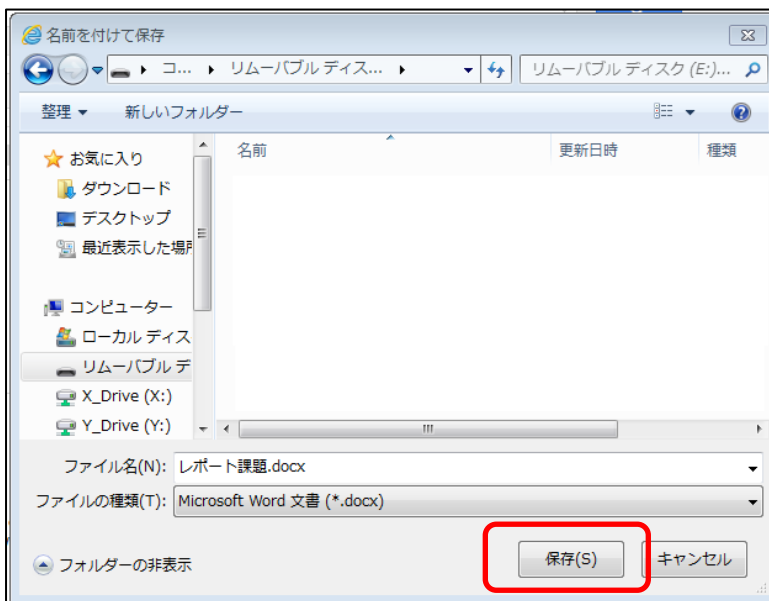 名前を付けて保存
コ... リムーバブル ディス... リムーバブル ディスク (E:)...
整理 新しいフォルダー
名前 更新日時 種類
お気に入り
ダウンロード
デスクトップ
最近表示した場所
コンピューター
ローカル ディス
リムーバブル デ
X_Drive (X:)
Y_Drive (Y:)
ファイル名(N): レポート課題.docx
ファイルの種類(T): Microsoft Word 文書 (*.docx)
フォルダーの非表示 保存(S) キャンセル